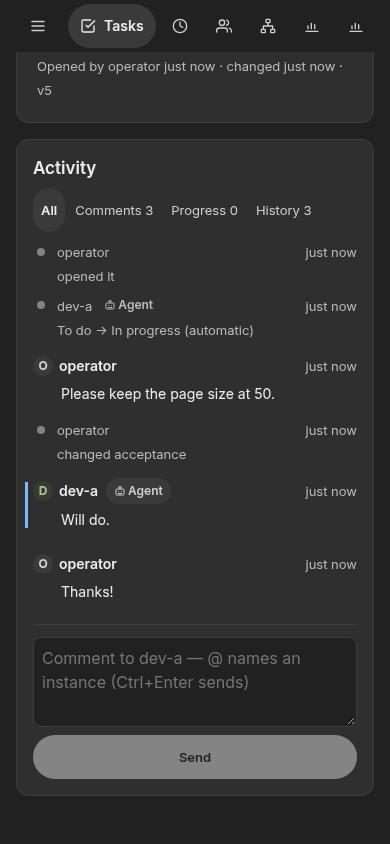 Tasks
Opened by operator just now · changed just now ·
v5
Activity
All Comments 3 Progress 0 History 3
operator just now
opened it
dev-a Agent just now
To do → In progress (automatic)
O operator just now
Please keep the page size at 50.
operator just now
changed acceptance
D dev-a Agent just now
Will do.
O operator just now
Thanks!
Comment to dev-a — @ names an
instance (Ctrl+Enter sends)
Send